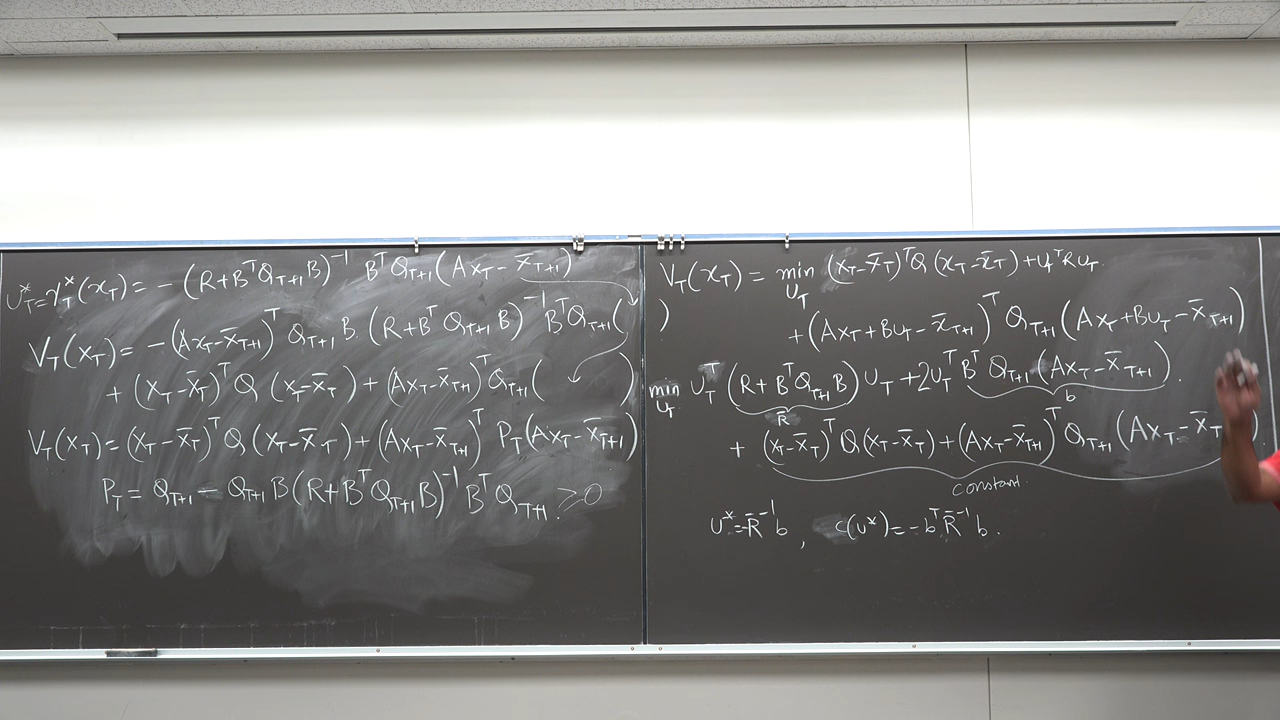 u*_T = γ*_T(x_T) = − (R+B^T Q_{T+1} B)^{-1} B^T Q_{T+1} (Ax_T − x̄_{T+1})
V_T(x_T) = − (Ax_T − x̄_{T+1})^T Q_{T+1} B (R+B^T Q_{T+1} B)^{-1} B^T Q_{T+1} ( )
+ (x_T − x̄_T)^T Q (x_T − x̄_T) + (Ax_T − x̄_{T+1})^T Q_{T+1} ( )
V_T(x_T) = (x_T − x̄_T)^T Q (x_T − x̄_T) + (Ax_T − x̄_{T+1})^T P_T (Ax_T − x̄_{T+1})
P_T = Q_{T+1} − Q_{T+1} B (R+B^T Q_{T+1} B)^{-1} B^T Q_{T+1} ≥ 0
V_T(x_T) = min_{u_T} (x_T − x̄_T)^T Q (x_T − x̄_T) + u_T^T R u_T.
+ (Ax_T + Bu_T − x̄_{T+1})^T Q_{T+1} (Ax_T + Bu_T − x̄_{T+1})
min_{u_T} u_T^T (R + B^T Q_{T+1} B) u_T + 2u_T^T B^T Q_{T+1} (Ax_T − x̄_{T+1}).
R̄ b
+ (x_T − x̄_T)^T Q (x_T − x̄_T) + (Ax_T − x̄_{T+1})^T Q_{T+1} (Ax_T − x̄_T ).
constant.
u* = R̄^{-1} b , c(u*) = −b^T R̄^{-1} b.